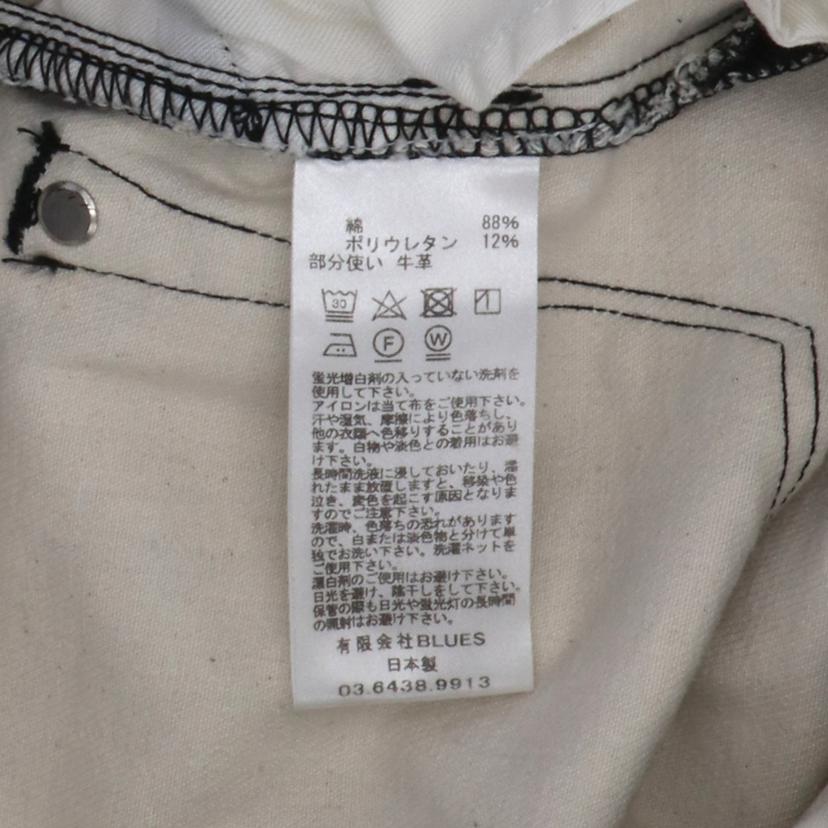 綿 88%
ポリウレタン 12%
部分使い 牛革
30
F W
蛍光増白剤の入っていない洗剤を
使用して下さい。
アイロンは当て布をご使用下さい。
汗や湿気、摩擦により色落ちし、
他の衣類へ色移りすることがあり
ます。白物や淡色との着用はお避
け下さい。
長時間洗液に浸しておいたり、濡
れたまま放置しますと、移染や色
泣き、変色を起こす原因となりま
すのでご注意下さい。
洗濯時、色落ちの恐れがあります
ので、白または淡色物と分けて単
独でお洗い下さい。洗濯ネットを
ご使用下さい。
漂白剤のご使用はお避け下さい。
日光を避け、陰干しをして下さい。
保管の際も日光や蛍光灯の長時間
の照射はお避け下さい。
有限会社BLUES
日本製
03.6438.9913